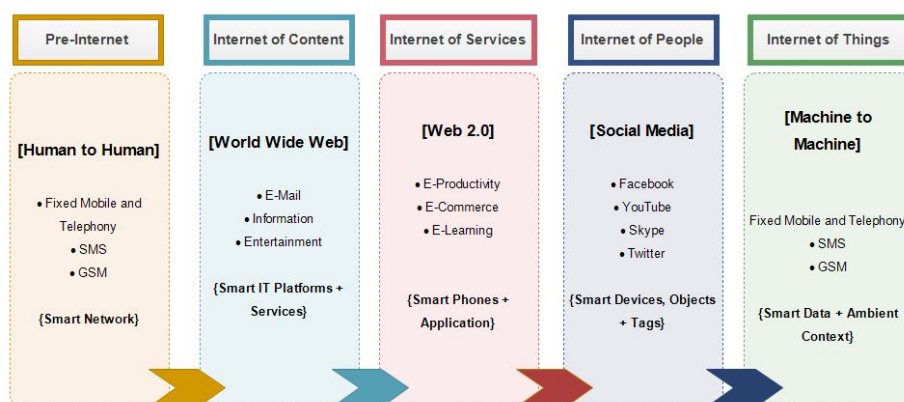 Pre-Internet
Internet of Content
Internet of Services
Internet of People
Internet of Things
[Human to Human]
• Fixed Mobile and
Telephony
• SMS
• GSM
{Smart Network}
[World Wide Web]
• E-Mail
• Information
• Entertainment
{Smart IT Platforms +
Services}
[Web 2.0]
• E-Productivity
• E-Commerce
• E-Learning
{Smart Phones +
Application}
[Social Media]
• Facebook
• YouTube
• Skype
• Twitter
{Smart Devices, Objects
+ Tags}
[Machine to
Machine]
Fixed Mobile and Telephony
• SMS
• GSM
{Smart Data + Ambient
Context}